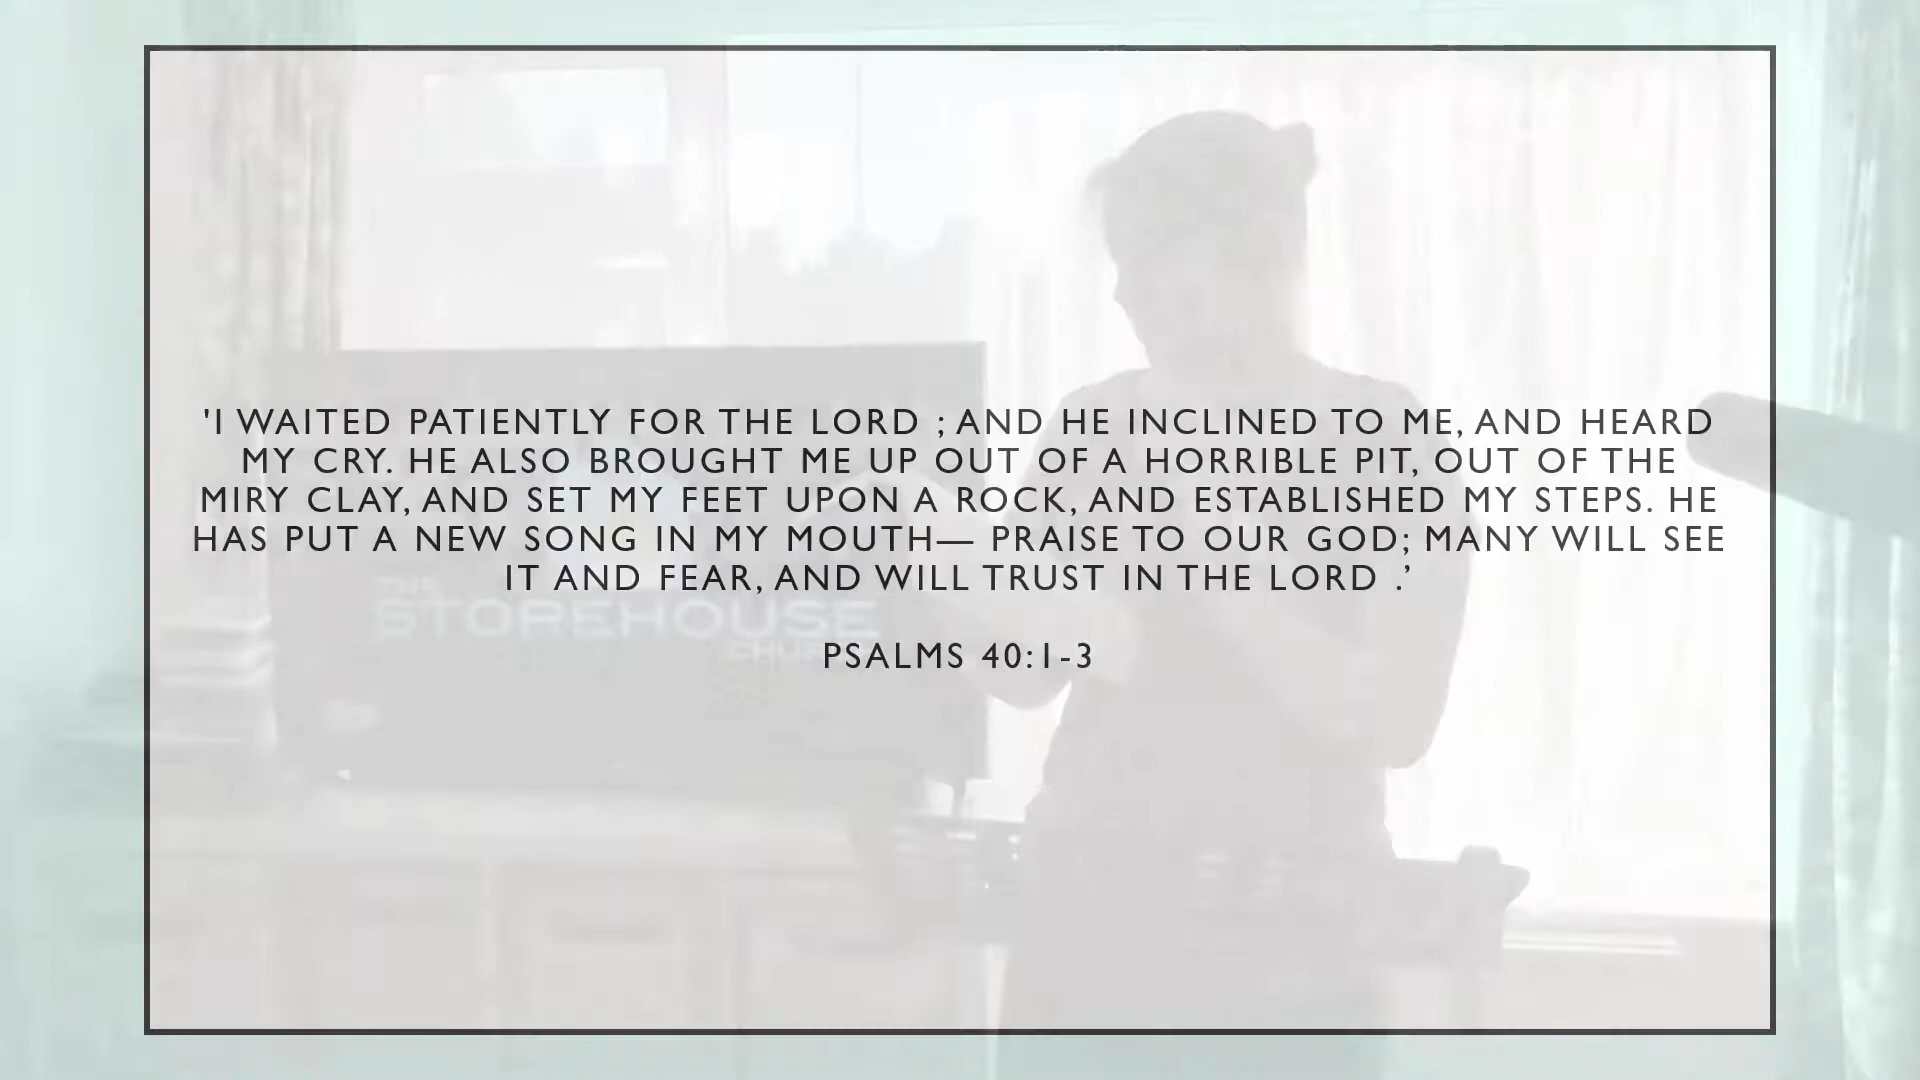 'I WAITED PATIENTLY FOR THE LORD ; AND HE INCLINED TO ME, AND HEARD
MY CRY. HE ALSO BROUGHT ME UP OUT OF A HORRIBLE PIT, OUT OF THE
MIRY CLAY, AND SET MY FEET UPON A ROCK, AND ESTABLISHED MY STEPS. HE
HAS PUT A NEW SONG IN MY MOUTH— PRAISE TO OUR GOD; MANY WILL SEE
IT AND FEAR, AND WILL TRUST IN THE LORD .’
THE
STOREHOUSE
CHURCH
PSALMS 40:1-3